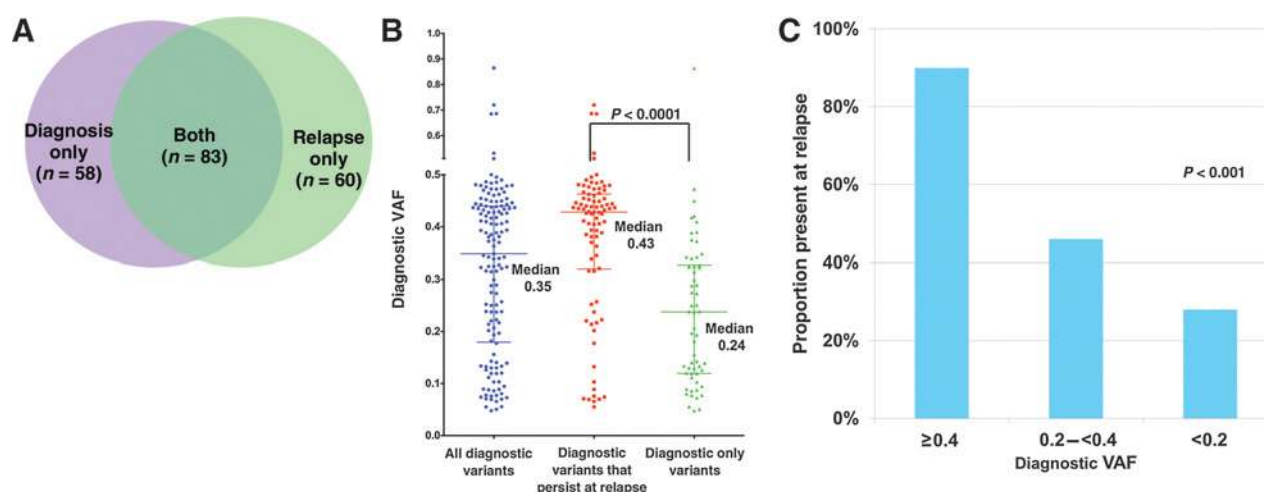 A
Diagnosis
only
(n = 58)
Both
(n = 83)
Relapse
only
(n = 60)
B
Diagnostic VAF
1.0
0.9
0.8
0.7
0.6
0.5
0.4
0.3
0.2
0.1
0.0
P < 0.0001
Median
0.35
Median
0.43
Median
0.24
All diagnostic
variants
Diagnostic
variants that
persist at relapse
Diagnostic only
variants
C
Proportion present at relapse
100%
80%
60%
40%
20%
0%
P < 0.001
≥0.4
0.2–<0.4
<0.2
Diagnostic VAF